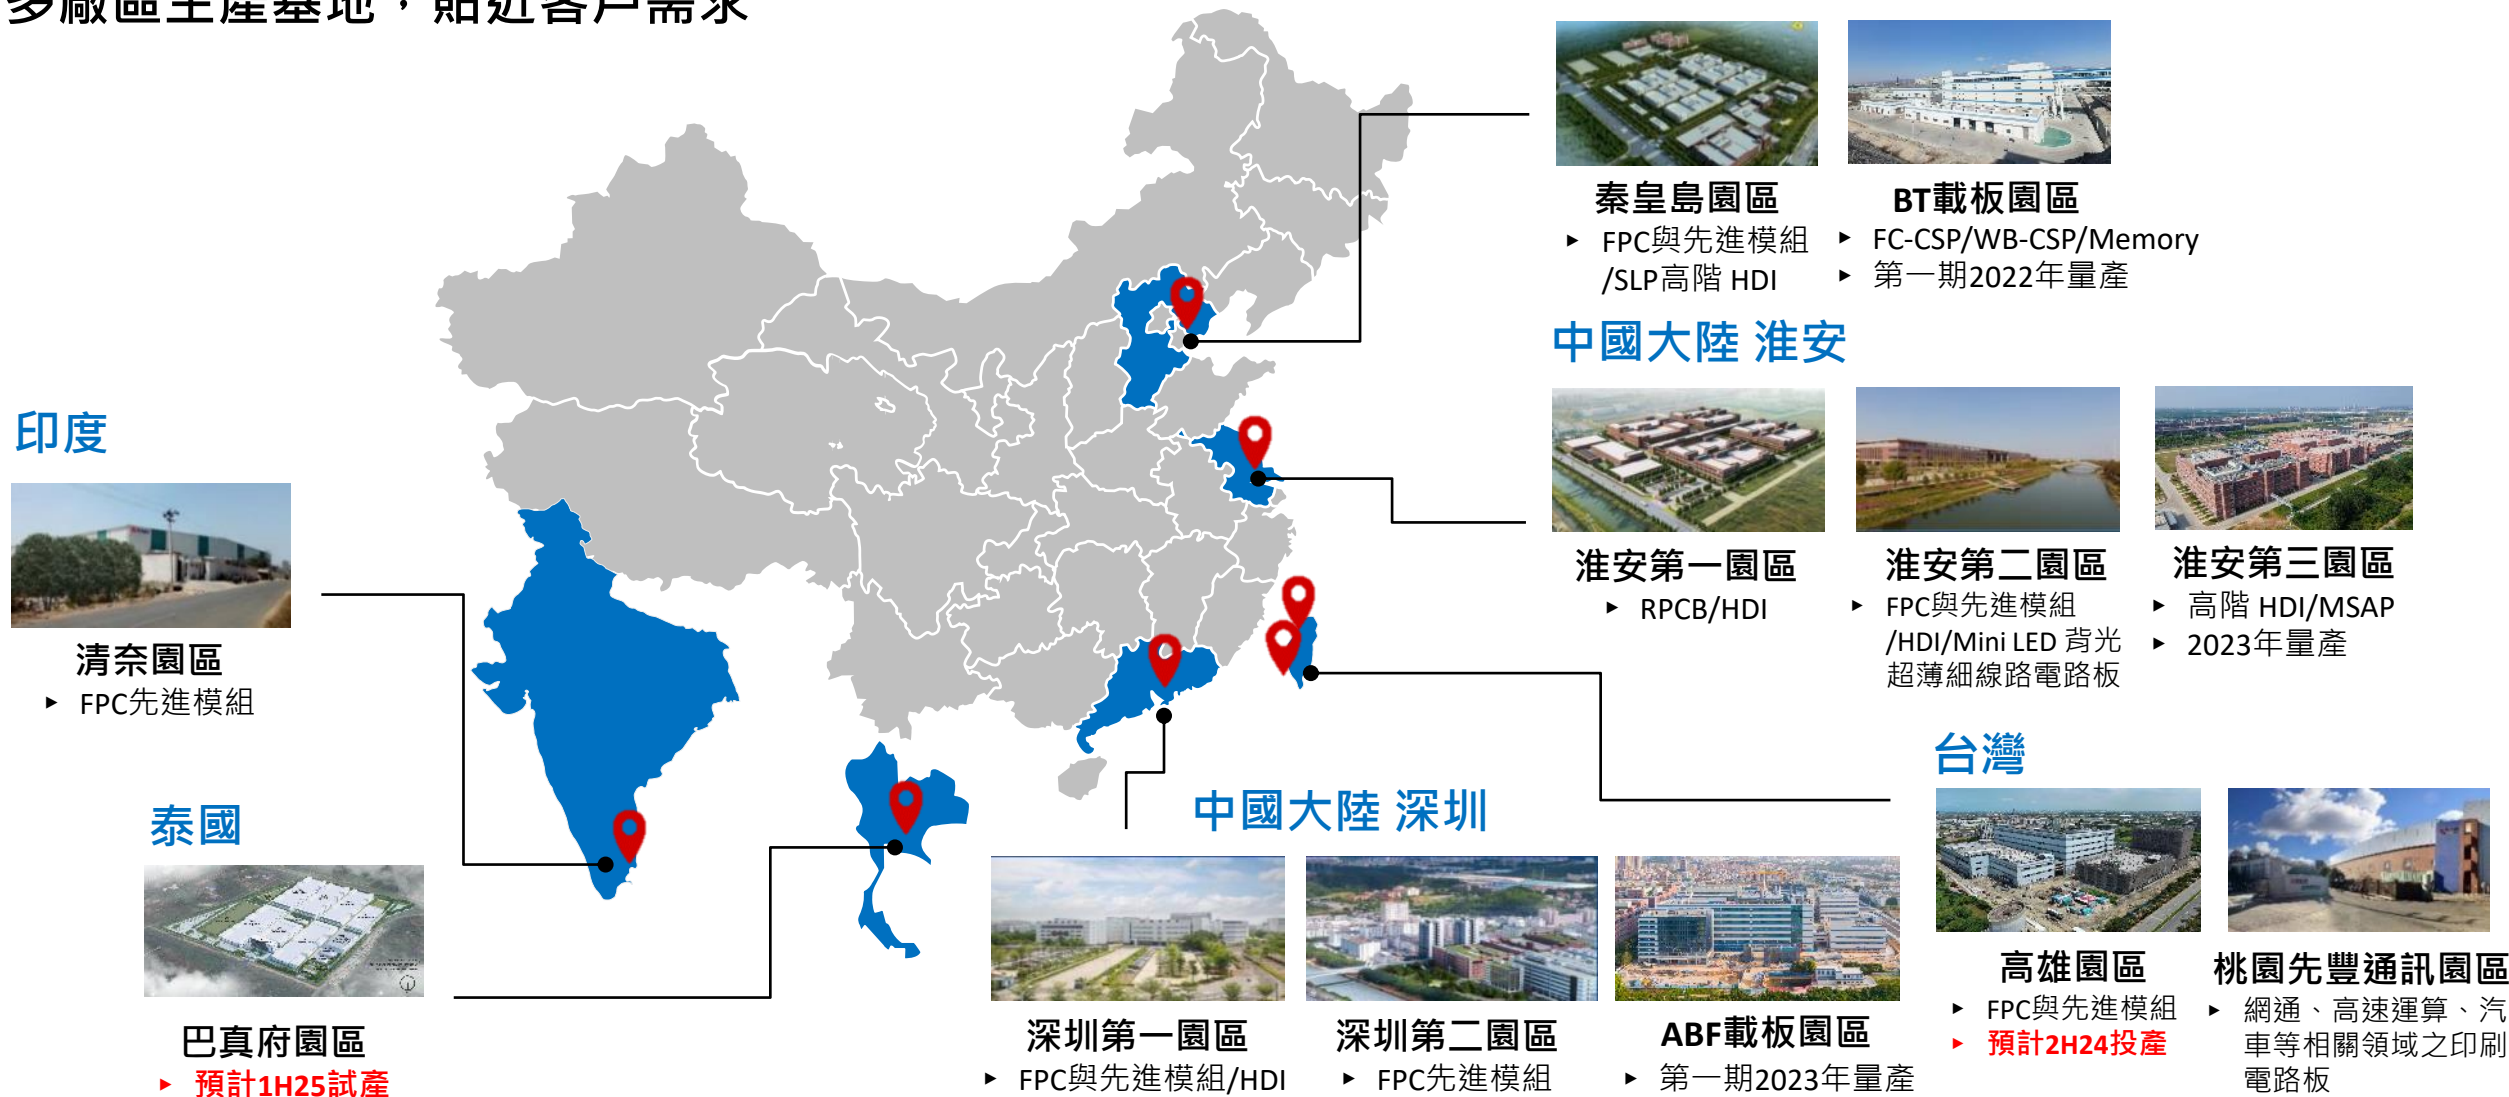 多廠區生產基地，貼近客戶需求
秦皇島園區
▸ FPC與先進模組
/SLP高階 HDI
BT載板園區
▸ FC-CSP/WB-CSP/Memory
▸ 第一期2022年量產
中國大陸 淮安
淮安第一園區
▸ RPCB/HDI
淮安第二園區
▸ FPC與先進模組
/HDI/Mini LED 背光
超薄細線路電路板
淮安第三園區
▸ 高階 HDI/MSAP
▸ 2023年量產
印度
清奈園區
▸ FPC先進模組
泰國
巴真府園區
▸ 預計1H25試產
中國大陸 深圳
深圳第一園區
▸ FPC與先進模組/HDI
深圳第二園區
▸ FPC先進模組
ABF載板園區
▸ 第一期2023年量產
台灣
高雄園區
▸ FPC與先進模組
▸ 預計2H24投產
桃園先豐通訊園區
▸ 網通、高速運算、汽
車等相關領域之印刷
電路板